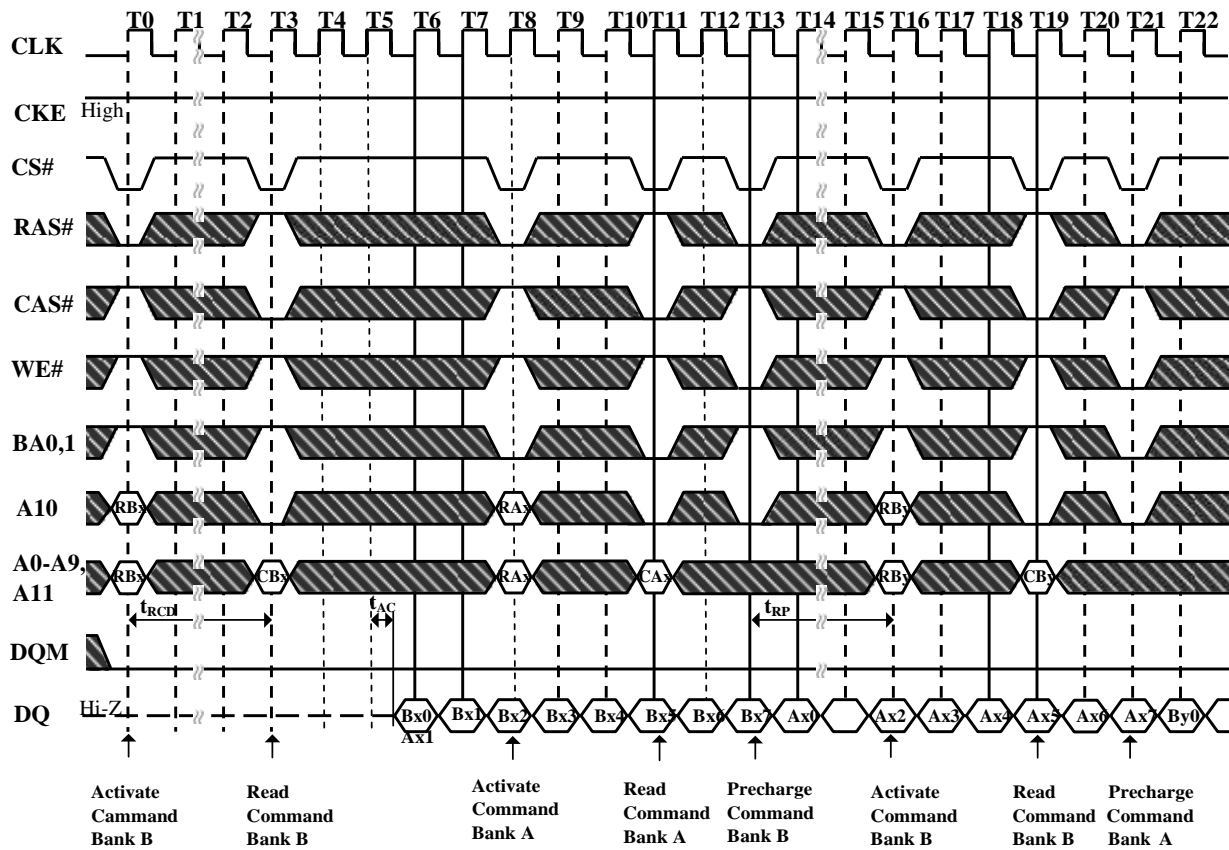 T0 T1 T2 T3 T4 T5 T6 T7 T8 T9 T10 T11 T12 T13 T14 T15 T16 T17 T18 T19 T20 T21 T22
CLK
CKE High
CS#
RAS#
CAS#
WE#
BA0,1
A10 RBx RAx RBy
A0-A9,
A11 RBx CBx RAx CAx RBy CBy
tRCD tAC tRP
DQM
DQ Hi-Z Bx0 Bx1 Bx2 Bx3 Bx4 Bx5 Bx6 Bx7 Ax0 Ax2 Ax3 Ax4 Ax5 Ax6 Ax7 By0
Ax1
Activate
Cammand
Bank B
Read
Command
Bank B
Activate
Command
Bank A
Read
Command
Bank A
Precharge
Command
Bank B
Activate
Command
Bank B
Read
Command
Bank B
Precharge
Command
Bank A